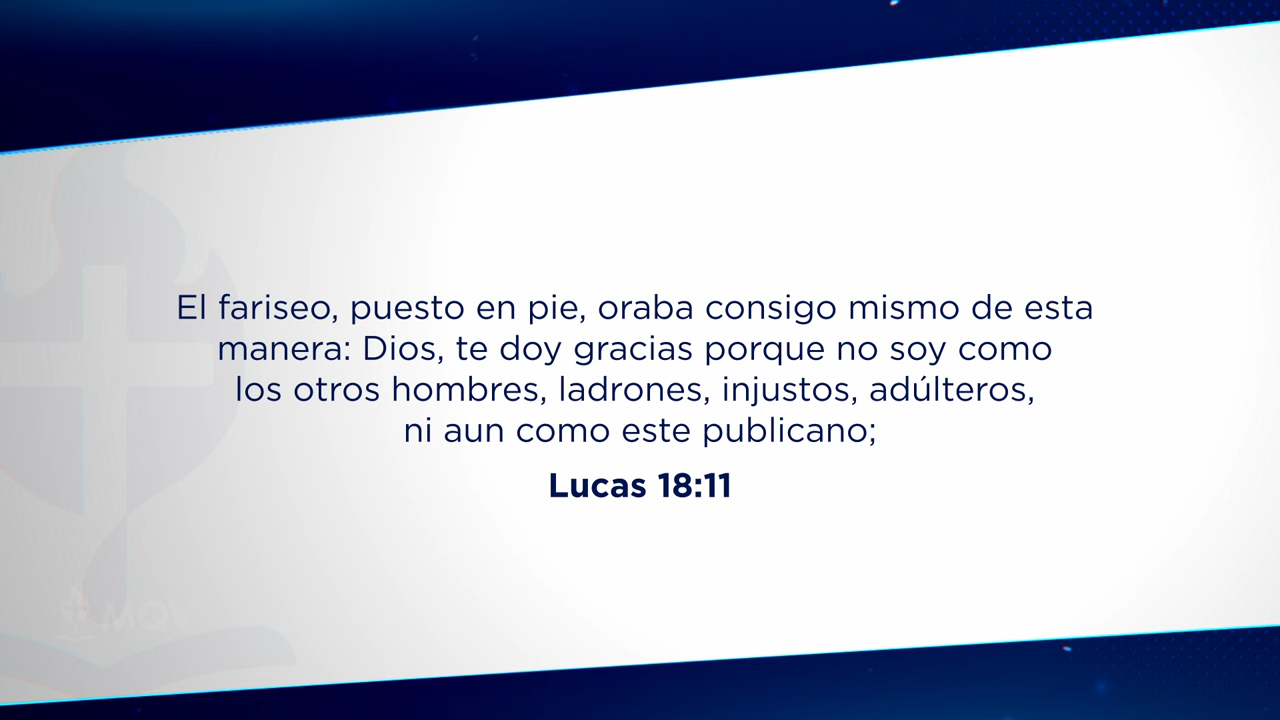 El fariseo, puesto en pie, oraba consigo mismo de esta
manera: Dios, te doy gracias porque no soy como
los otros hombres, ladrones, injustos, adúlteros,
ni aun como este publicano;
Lucas 18:11